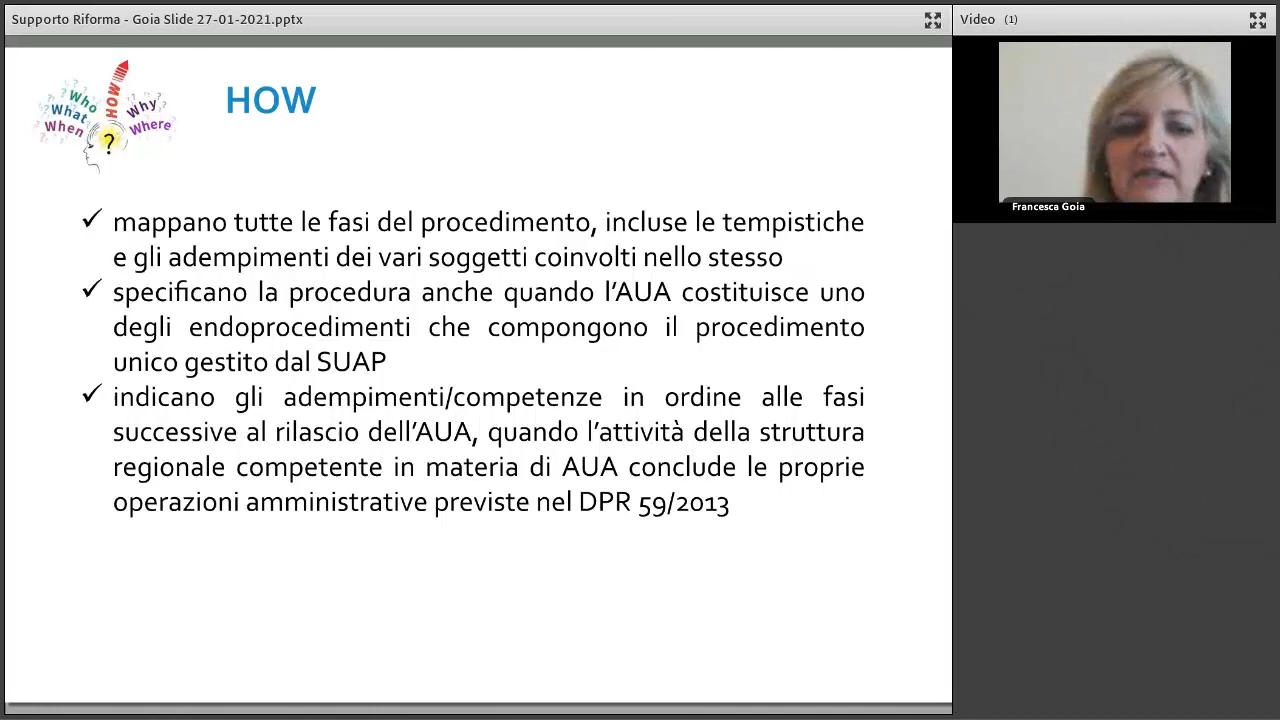 Supporto Riforma - Goia Slide 27-01-2021.pptx
Video (1)
Who
What
When
HOW
Why
Where
?
HOW
✓ mappano tutte le fasi del procedimento, incluse le tempistiche
e gli adempimenti dei vari soggetti coinvolti nello stesso
✓ specificano la procedura anche quando l’AUA costituisce uno
degli endoprocedimenti che compongono il procedimento
unico gestito dal SUAP
✓ indicano gli adempimenti/competenze in ordine alle fasi
successive al rilascio dell’AUA, quando l’attività della struttura
regionale competente in materia di AUA conclude le proprie
operazioni amministrative previste nel DPR 59/2013
Francesca Goia